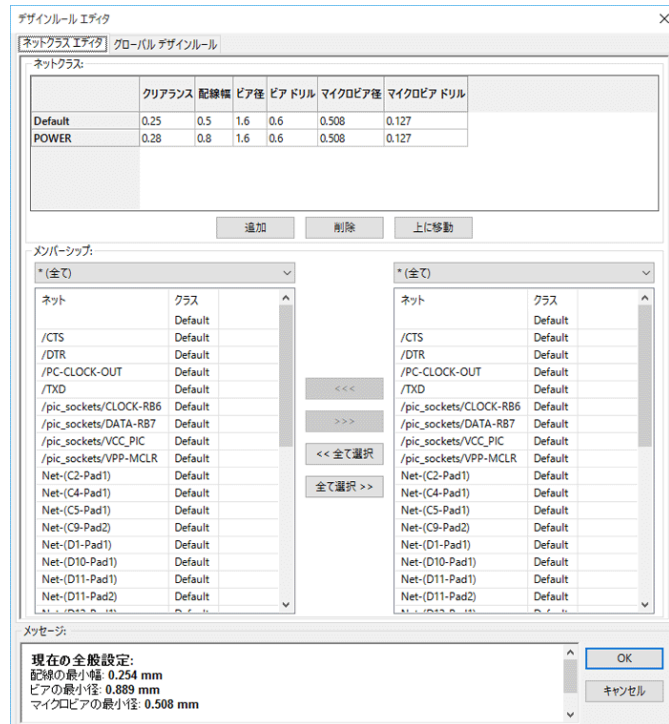 デザインルール エディタ
ネットクラス エディタ グローバル デザインルール
ネットクラス:
クリアランス 配線幅 ビア径 ビア ドリル マイクロビア径 マイクロビア ドリル
Default 0.25 0.5 1.6 0.6 0.508 0.127
POWER 0.28 0.8 1.6 0.6 0.508 0.127
追加 削除 上に移動
メンバーシップ:
* (全て) * (全て)
ネット クラス ネット クラス
Default Default
/CTS Default /CTS Default
/DTR Default /DTR Default
/PC-CLOCK-OUT Default /PC-CLOCK-OUT Default
/TXD Default <<< /TXD Default
/pic_sockets/CLOCK-RB6 Default /pic_sockets/CLOCK-RB6 Default
/pic_sockets/DATA-RB7 Default >>> /pic_sockets/DATA-RB7 Default
/pic_sockets/VCC_PIC Default /pic_sockets/VCC_PIC Default
/pic_sockets/VPP-MCLR Default << 全て選択 /pic_sockets/VPP-MCLR Default
Net-(C2-Pad1) Default Net-(C2-Pad1) Default
Net-(C4-Pad1) Default 全て選択 >> Net-(C4-Pad1) Default
Net-(C5-Pad1) Default Net-(C5-Pad1) Default
Net-(C9-Pad2) Default Net-(C9-Pad2) Default
Net-(D1-Pad1) Default Net-(D1-Pad1) Default
Net-(D10-Pad1) Default Net-(D10-Pad1) Default
Net-(D11-Pad1) Default Net-(D11-Pad1) Default
Net-(D11-Pad2) Default Net-(D11-Pad2) Default
メッセージ:
現在の全般設定:
配線の最小幅: 0.254 mm
ビアの最小径: 0.889 mm
マイクロビアの最小径: 0.508 mm
OK
キャンセル